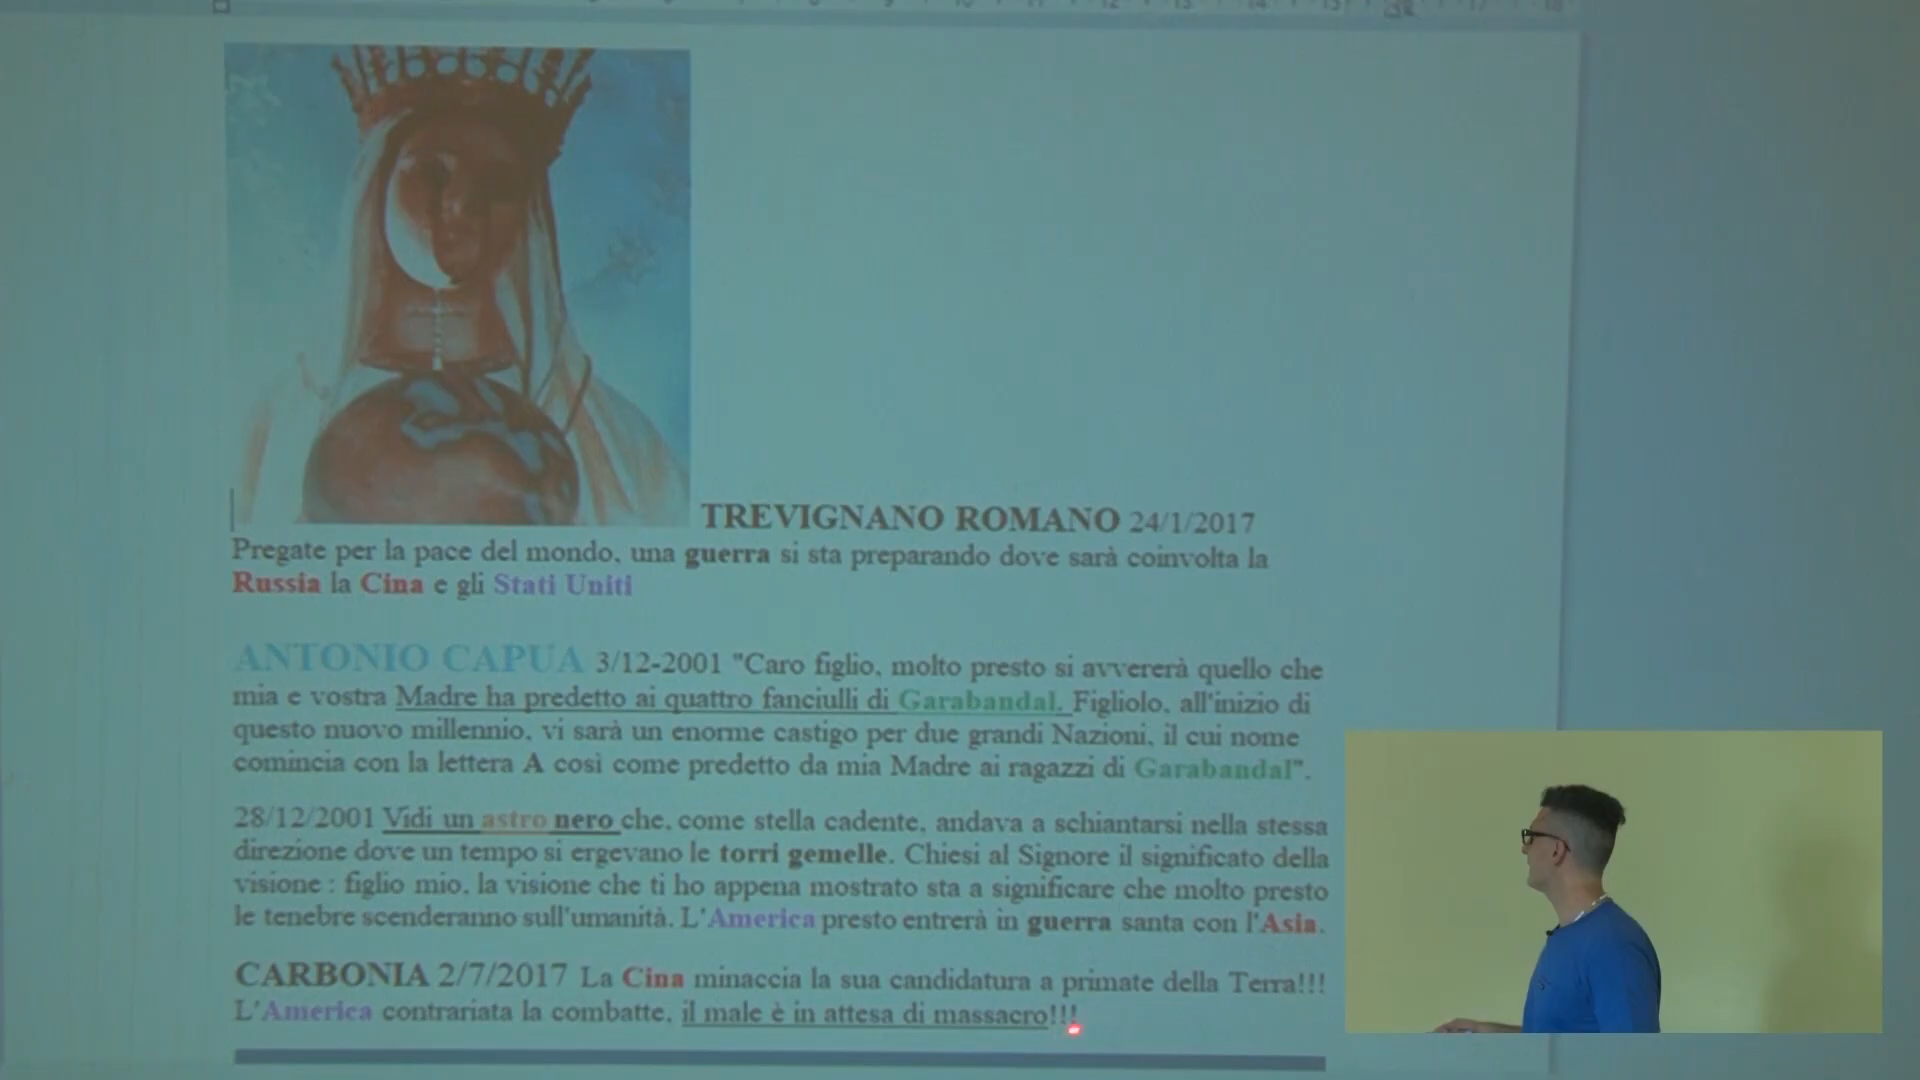 TREVIGNANO ROMANO 24/1/2017
Pregate per la pace del mondo, una guerra si sta preparando dove sarà coinvolta la
Russia la Cina e gli Stati Uniti
ANTONIO CAPUA 3/12-2001 "Caro figlio, molto presto si avvererà quello che
mia e vostra Madre ha predetto ai quattro fanciulli di Garabandal. Figliolo, all'inizio di
questo nuovo millennio, vi sarà un enorme castigo per due grandi Nazioni, il cui nome
comincia con la lettera A così come predetto da mia Madre ai ragazzi di Garabandal".
28/12/2001 Vidi un astro nero che, come stella cadente, andava a schiantarsi nella stessa
direzione dove un tempo si ergevano le torri gemelle. Chiesi al Signore il significato della
visione : figlio mio, la visione che ti ho appena mostrato sta a significare che molto presto
le tenebre scenderanno sull'umanità. L'America presto entrerà in guerra santa con l'Asia.
CARBONIA 2/7/2017 La Cina minaccia la sua candidatura a primate della Terra!!!
L'America contrariata la combatte, il male è in attesa di massacro!!!